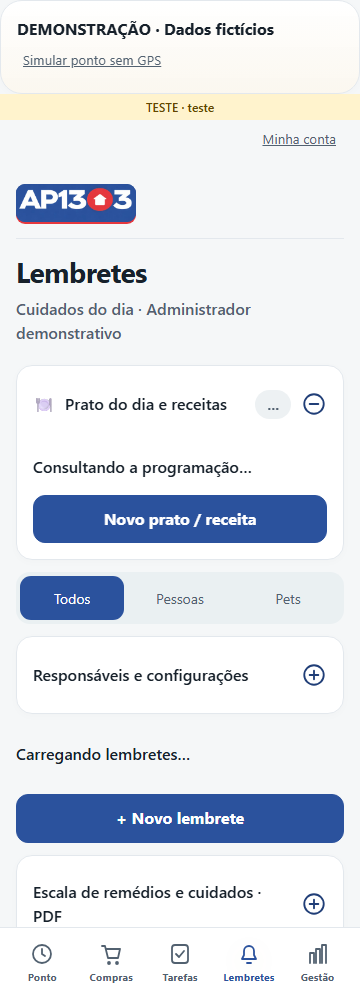 DEMONSTRAÇÃO · Dados fictícios
Simular ponto sem GPS
TESTE · teste
Minha conta
AP1303
Lembretes
Cuidados do dia · Administrador
demonstrativo
Prato do dia e receitas
...
Consultando a programação...
Novo prato / receita
Todos
Pessoas
Pets
Responsáveis e configurações
Carregando lembretes...
+ Novo lembrete
Escala de remédios e cuidados ·
PDF
Ponto
Compras
Tarefas
Lembretes
Gestão